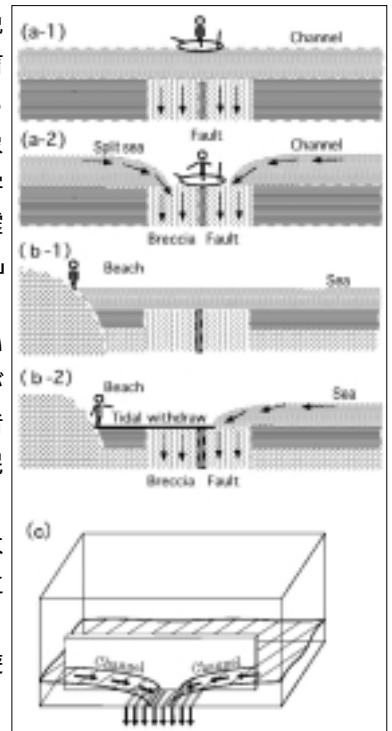 (a-1)
Channel
Fault
(a-2)
Split sea
Channel
Breccia Fault
(b-1)
Beach
Sea
(b-2)
Beach
Sea
Tidal withdraw
Breccia Fault
(c)
Channel
Channel